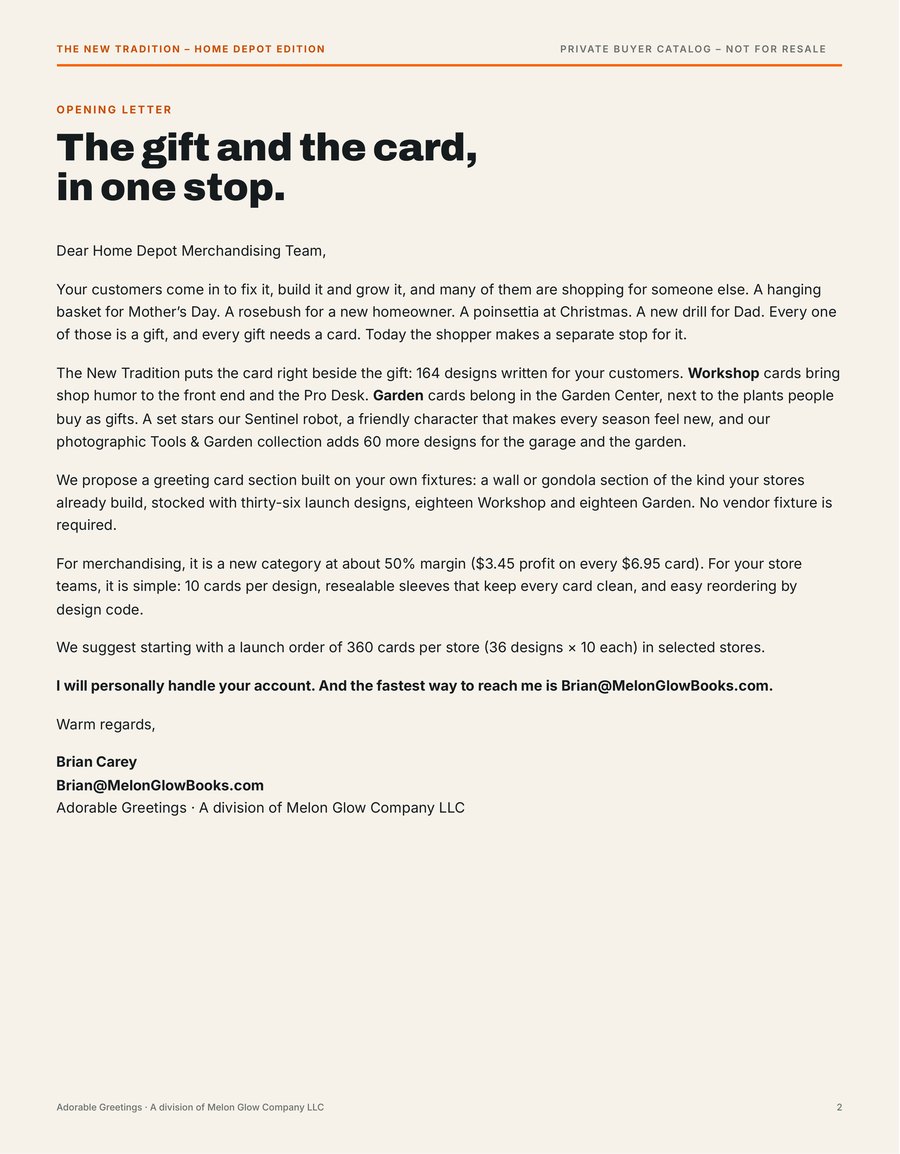 THE NEW TRADITION – HOME DEPOT EDITION
PRIVATE BUYER CATALOG – NOT FOR RESALE
OPENING LETTER
The gift and the card,
in one stop.
Dear Home Depot Merchandising Team,
Your customers come in to fix it, build it and grow it, and many of them are shopping for someone else. A hanging
basket for Mother’s Day. A rosebush for a new homeowner. A poinsettia at Christmas. A new drill for Dad. Every one
of those is a gift, and every gift needs a card. Today the shopper makes a separate stop for it.
The New Tradition puts the card right beside the gift: 164 designs written for your customers. Workshop cards bring
shop humor to the front end and the Pro Desk. Garden cards belong in the Garden Center, next to the plants people
buy as gifts. A set stars our Sentinel robot, a friendly character that makes every season feel new, and our
photographic Tools & Garden collection adds 60 more designs for the garage and the garden.
We propose a greeting card section built on your own fixtures: a wall or gondola section of the kind your stores
already build, stocked with thirty-six launch designs, eighteen Workshop and eighteen Garden. No vendor fixture is
required.
For merchandising, it is a new category at about 50% margin ($3.45 profit on every $6.95 card). For your store
teams, it is simple: 10 cards per design, resealable sleeves that keep every card clean, and easy reordering by
design code.
We suggest starting with a launch order of 360 cards per store (36 designs × 10 each) in selected stores.
I will personally handle your account. And the fastest way to reach me is Brian@MelonGlowBooks.com.
Warm regards,
Brian Carey
Brian@MelonGlowBooks.com
Adorable Greetings · A division of Melon Glow Company LLC
Adorable Greetings · A division of Melon Glow Company LLC
2